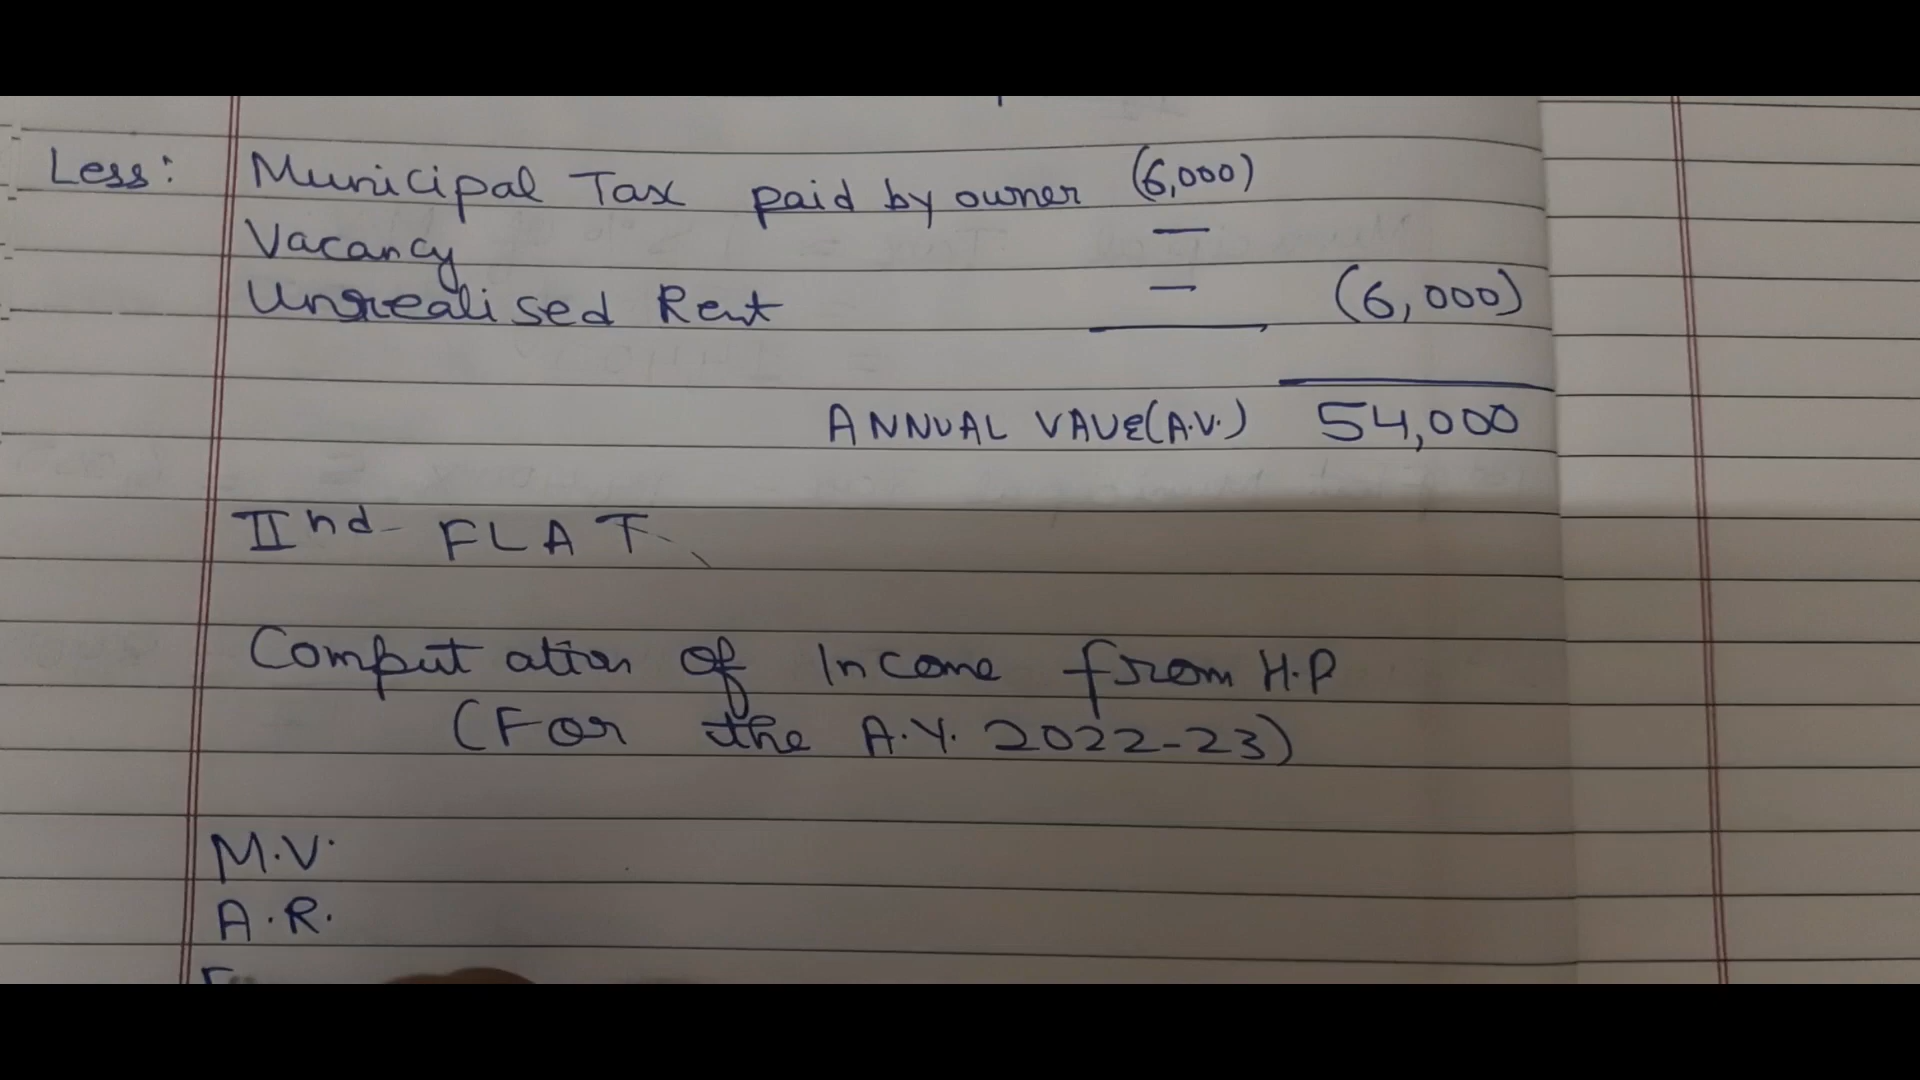 Less: Municipal Tax paid by owner (6,000)
Vacancy —
Unrealised Rent — (6,000)
ANNUAL VAUE(A.V.) 54,000
IInd FLAT
Computation of Income from H.P
(For the A.Y. 2022-23)
M.V.
A.R.